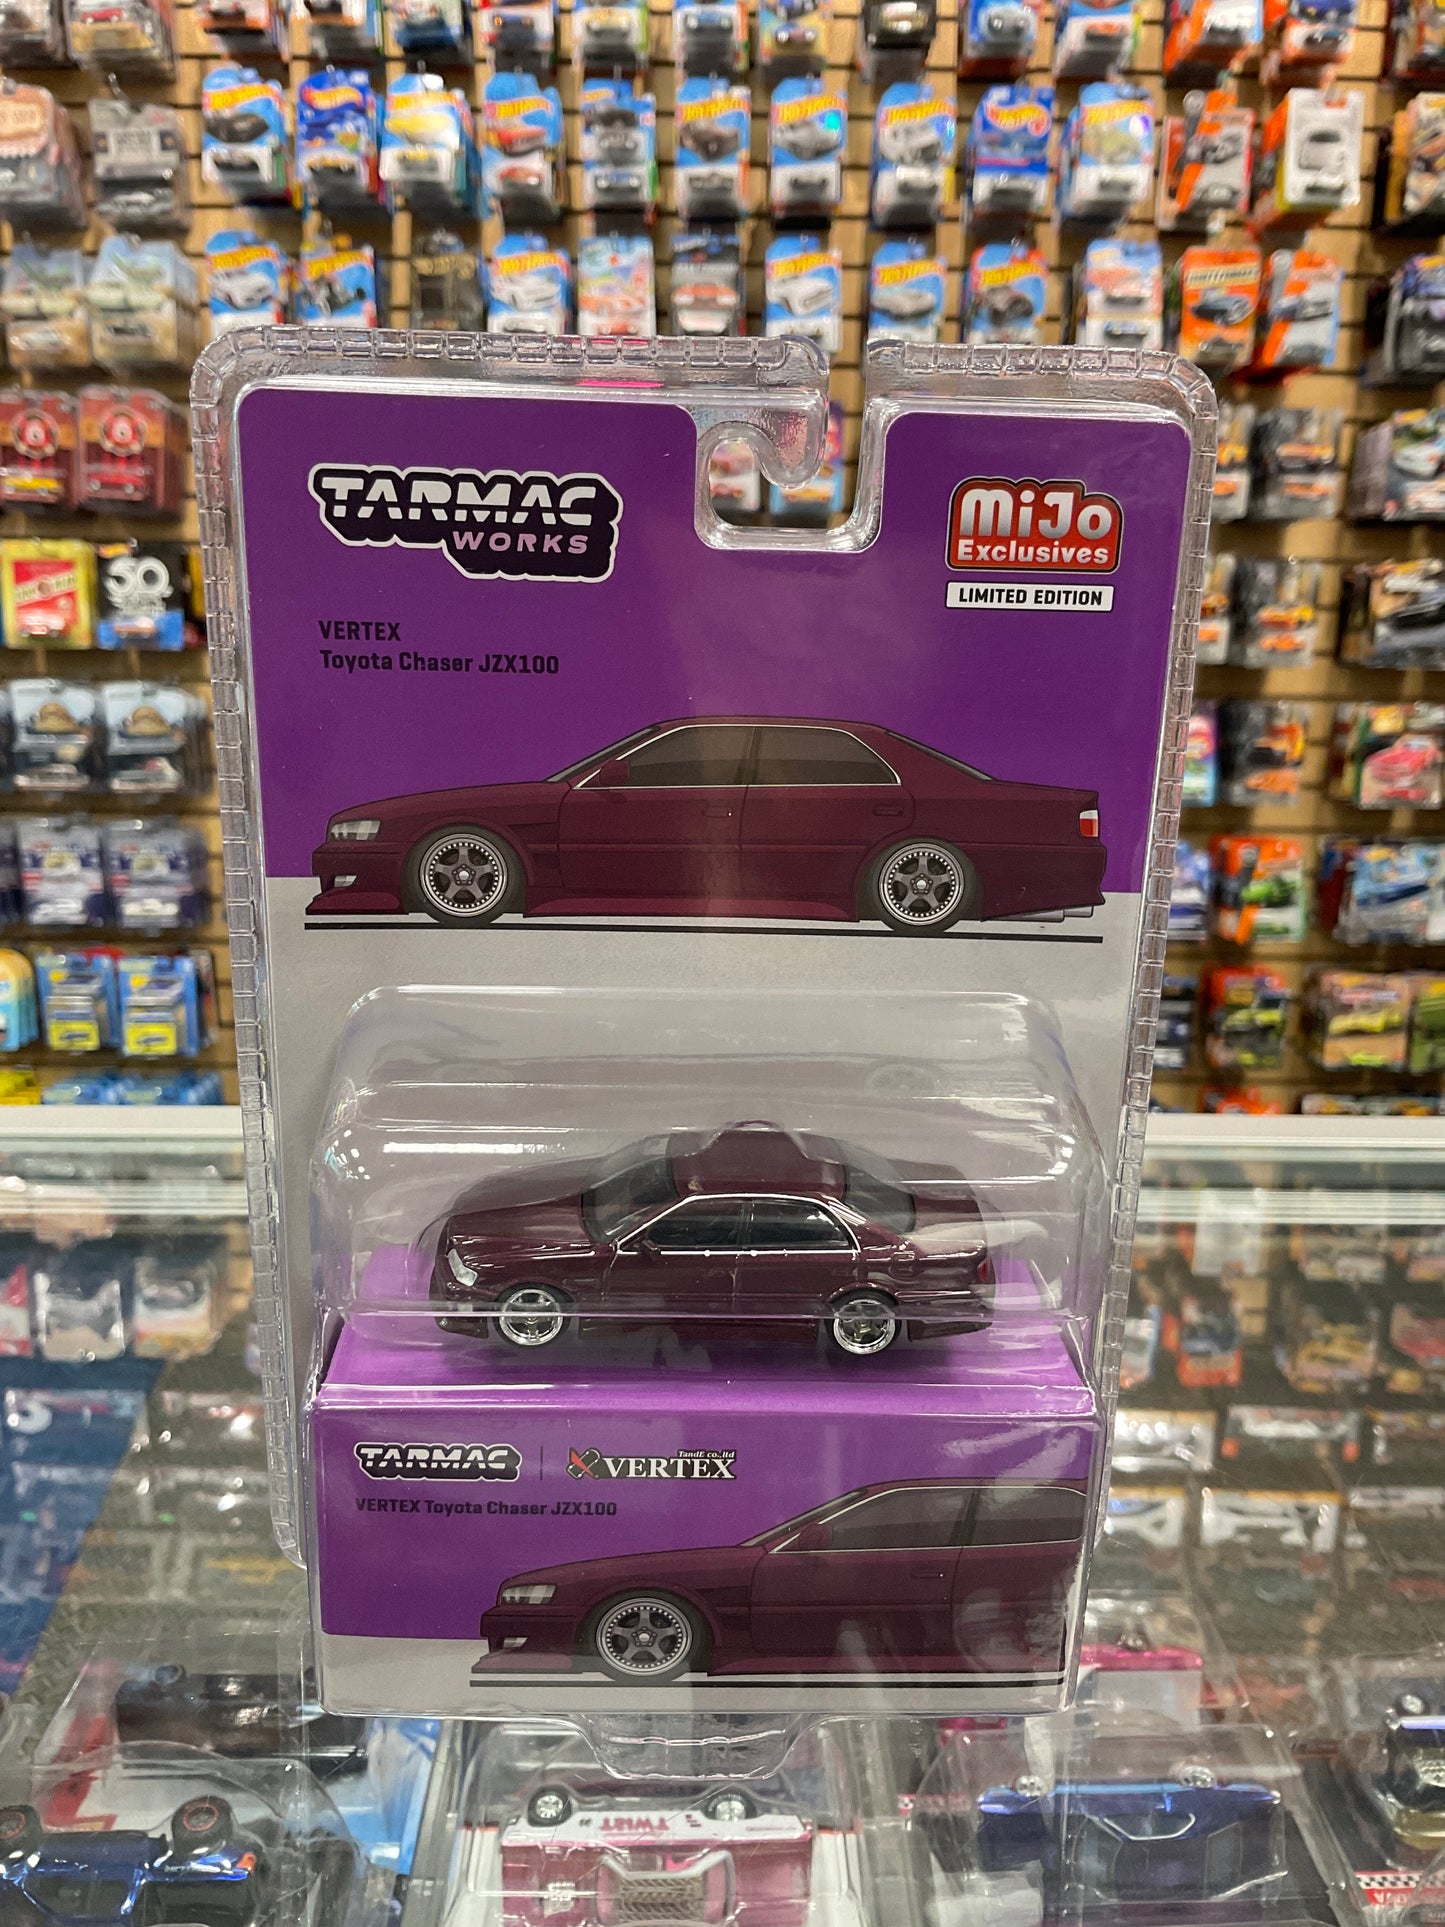 TARMAC
WORKS
MiJo
Exclusives
LIMITED EDITION
VERTEX
Toyota Chaser JZX100
TARMAC
TandE co.,ltd
VERTEX
VERTEX Toyota Chaser JZX100
TWIST